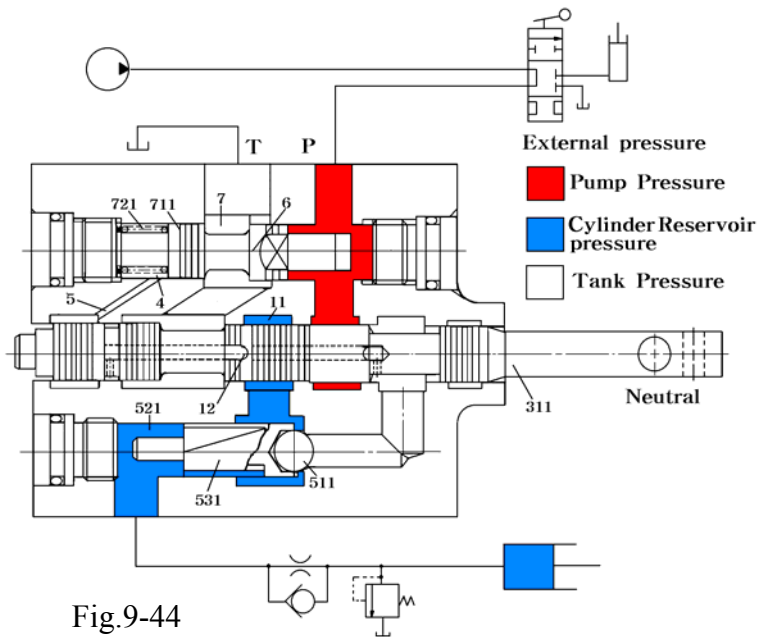 External pressure
T P
Pump Pressure
721 711 7 6
Cylinder Reservoir
pressure
Tank Pressure
5 4 11
12
311
Neutral
521
531 511
Fig.9-44